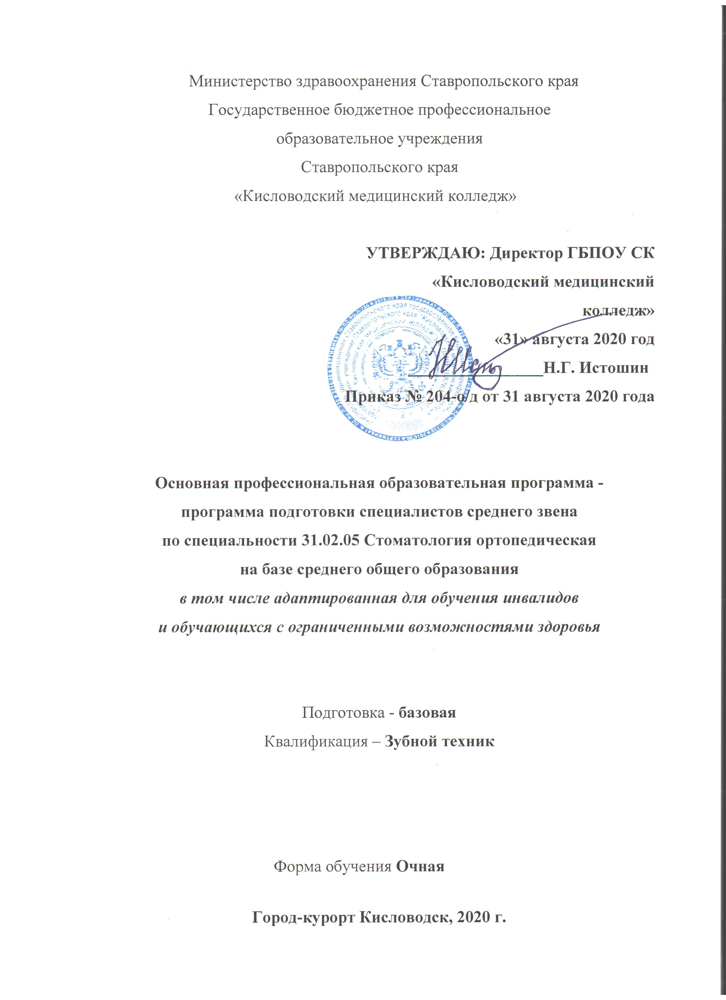 Министерство здравоохранения Ставропольского края
Государственное бюджетное профессиональное
образовательное учреждения
Ставропольского края
«Кисловодский медицинский колледж»
УТВЕРЖДАЮ: Директор ГБПОУ СК
«Кисловодский медицинский
колледж»
«31» августа 2020 год
Н.Г. Истошин
Приказ № 204-о/д от 31 августа 2020 года
Основная профессиональная образовательная программа -
программа подготовки специалистов среднего звена
по специальности 31.02.05 Стоматология ортопедическая
на базе среднего общего образования
в том числе адаптированная для обучения инвалидов
и обучающихся с ограниченными возможностями здоровья
Подготовка - базовая
Квалификация – Зубной техник
Форма обучения Очная
Город-курорт Кисловодск, 2020 г.